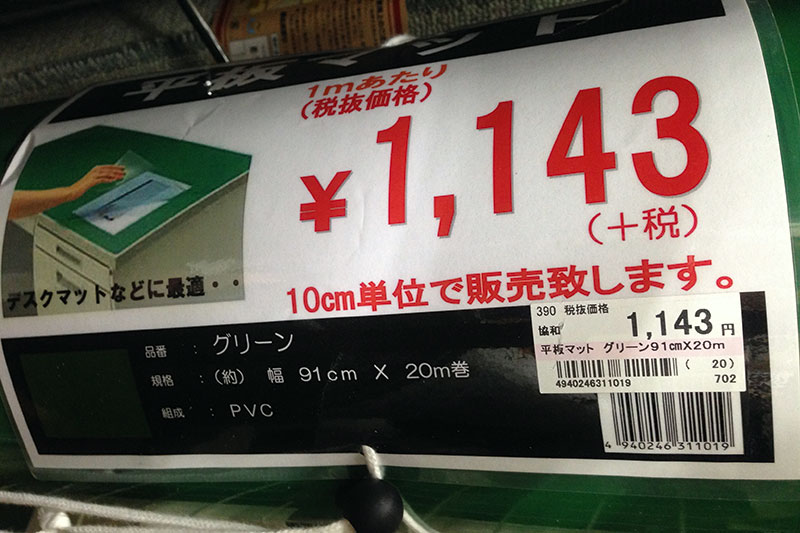 平板マット
1mあたり
(税抜価格)
¥1,143
(+税)
10cm単位で販売致します。
デスクマットなどに最適・・
品番 : グリーン
規格 : (約) 幅 91cm X 20m巻
組成 : PVC
390 税抜価格
協和 1,143円
平板マット グリーン91cmX20m
(20)
4940246311019 702
4 940246 311019